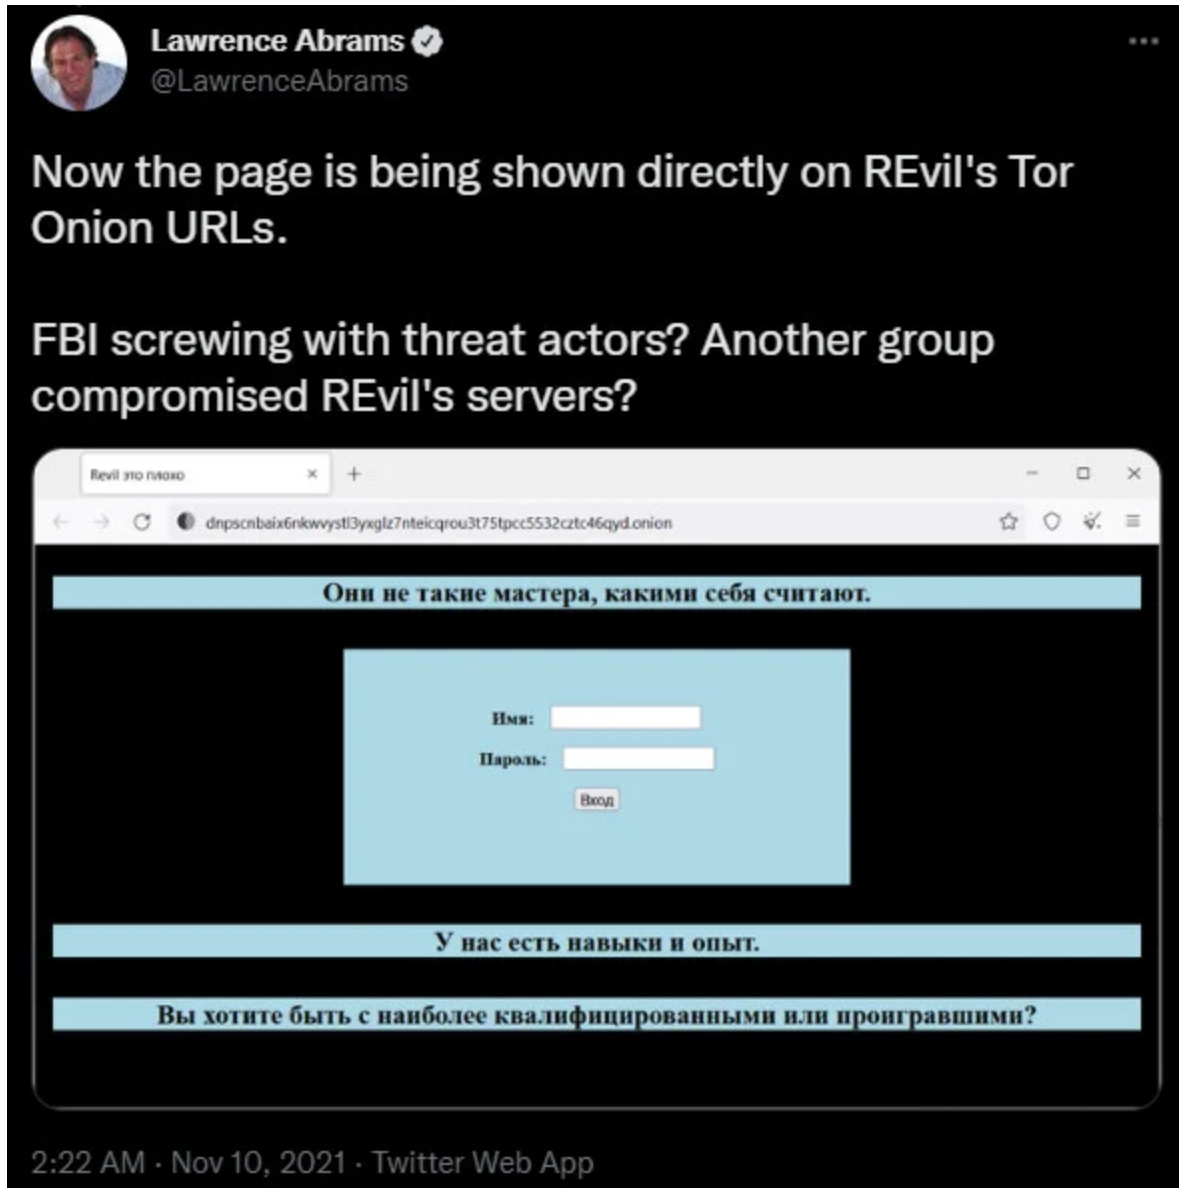 Lawrence Abrams
@LawrenceAbrams
Now the page is being shown directly on REvil's Tor
Onion URLs.
FBI screwing with threat actors? Another group
compromised REvil's servers?
Revil это плохо
dnpscnbaix6nkwvystl3yxglz7nteicqrou3t75tpcc5532cztc46qyd.onion
Они не такие мастера, какими себя считают.
Имя:
Пароль:
Вход
У нас есть навыки и опыт.
Вы хотите быть с наиболее квалифицированными или проигравшими?
2:22 AM · Nov 10, 2021 · Twitter Web App